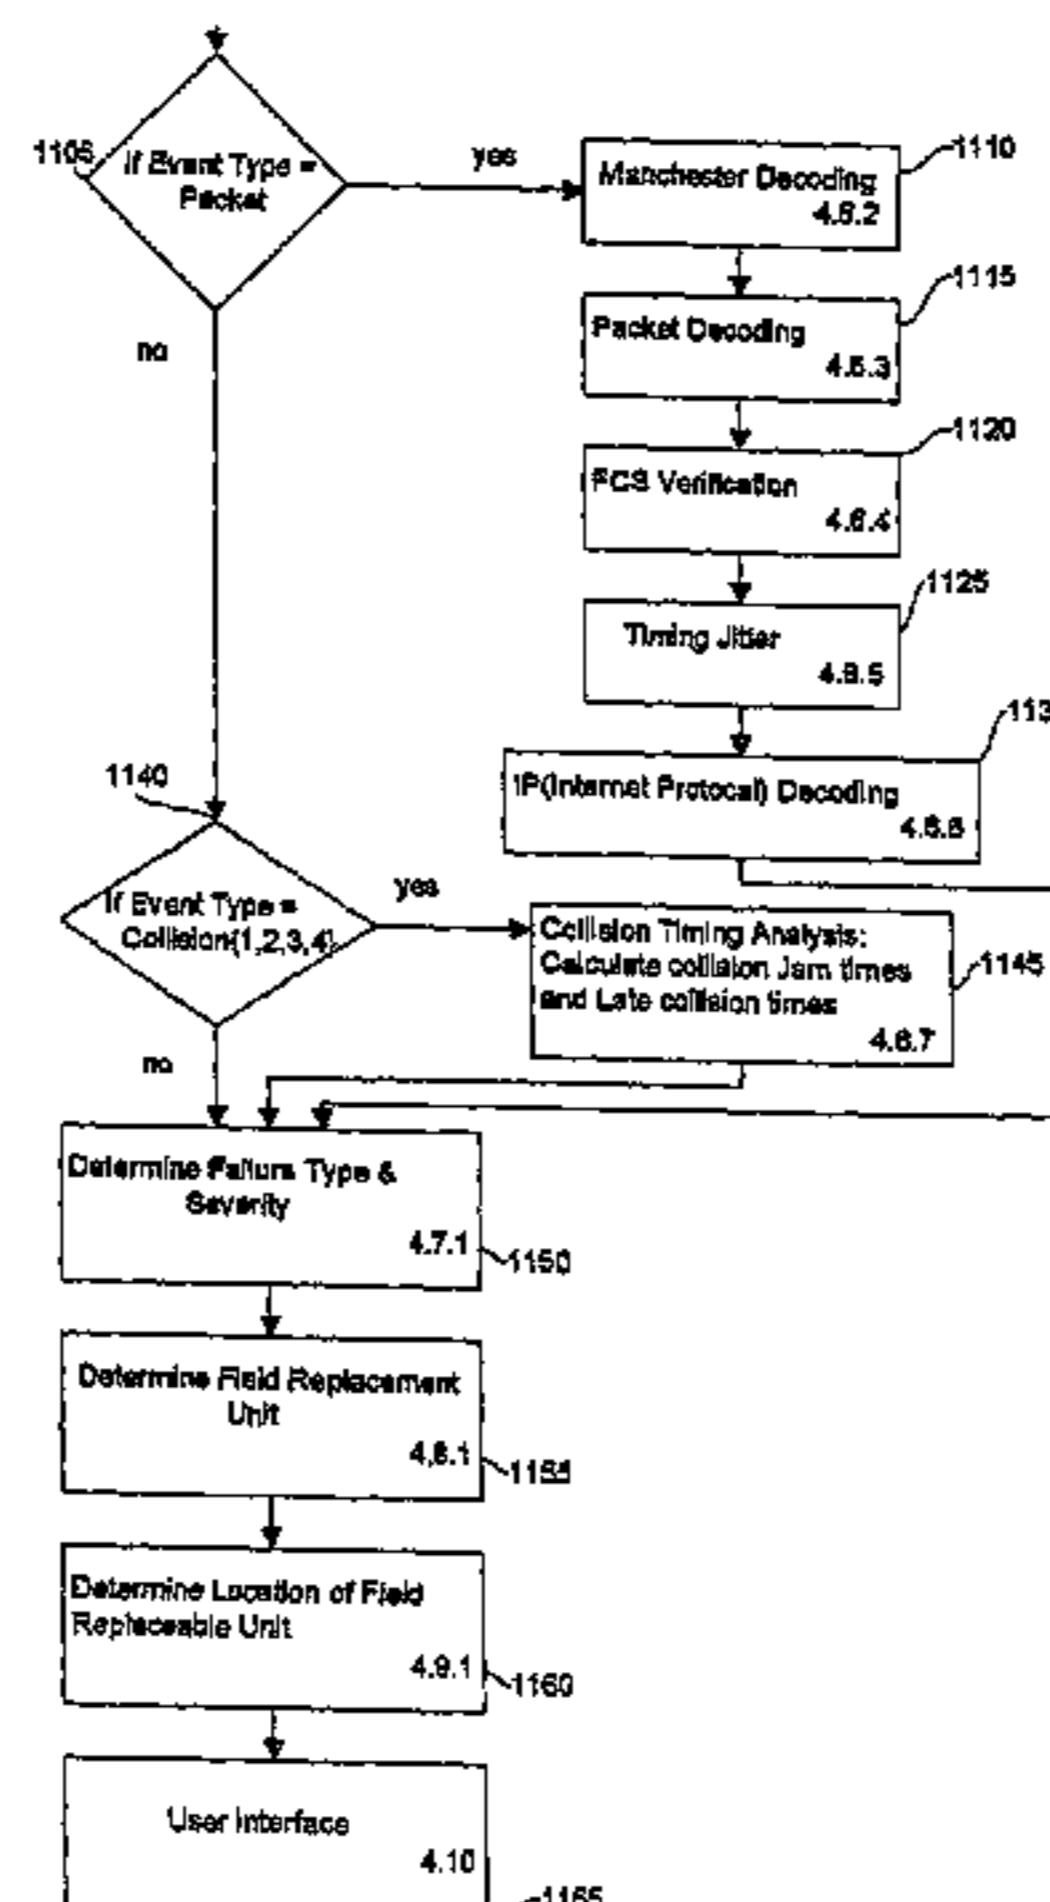 1105
If Event Type =
Packet
yes
Manchester Decoding
4.6.2
1110
no
Packet Decoding
4.6.3
1115
FCS Verification
4.6.4
1120
Timing Jitter
4.6.5
1125
IP(Internet Protocal) Decoding
4.6.6
113
1140
If Event Type =
Collision{1,2,3,4}
yes
Collision Timing Analysis:
Calculate collision Jam times
and Late collision times
4.6.7
1145
no
Determine Failure Type &
Severity
4.7.1
1150
Determine Field Replacement
Unit
4.8.1
1155
Determine Location of Field
Replaceable Unit
4.9.1
1160
User Interface
4.10
1165